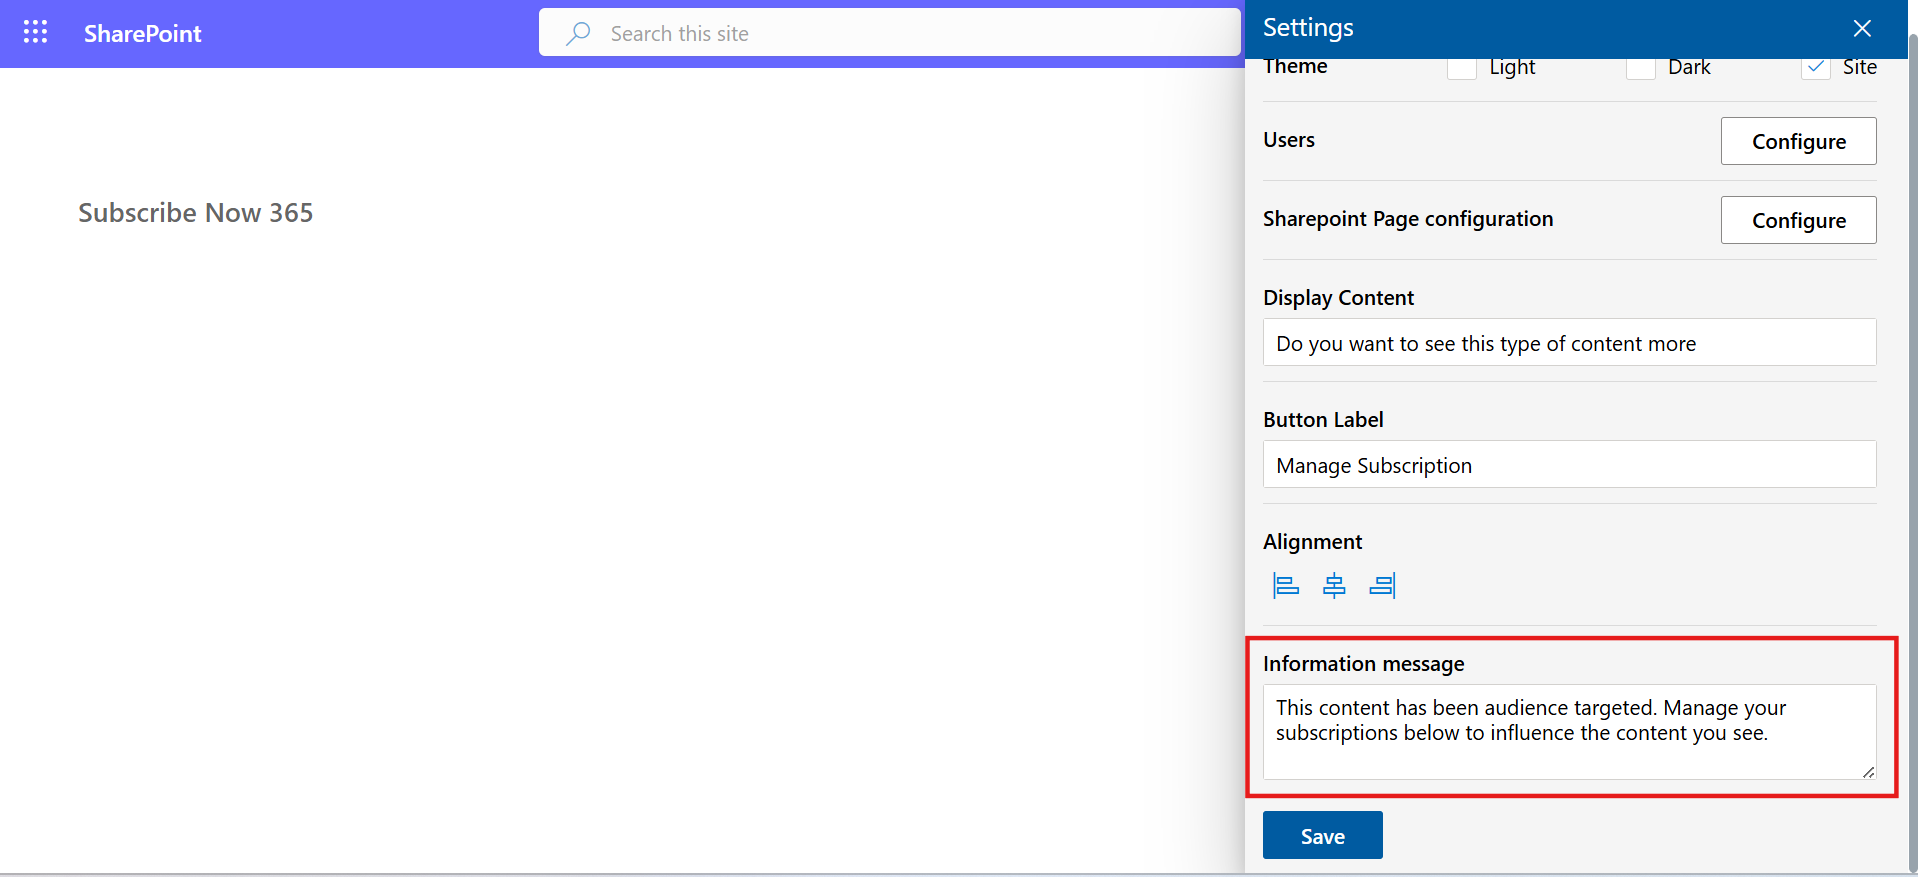 SharePoint
Search this site
Settings
Theme
Light
Dark
Site
Users
Configure
Sharepoint Page configuration
Configure
Subscribe Now 365
Display Content
Do you want to see this type of content more
Button Label
Manage Subscription
Alignment
Information message
This content has been audience targeted. Manage your
subscriptions below to influence the content you see.
Save